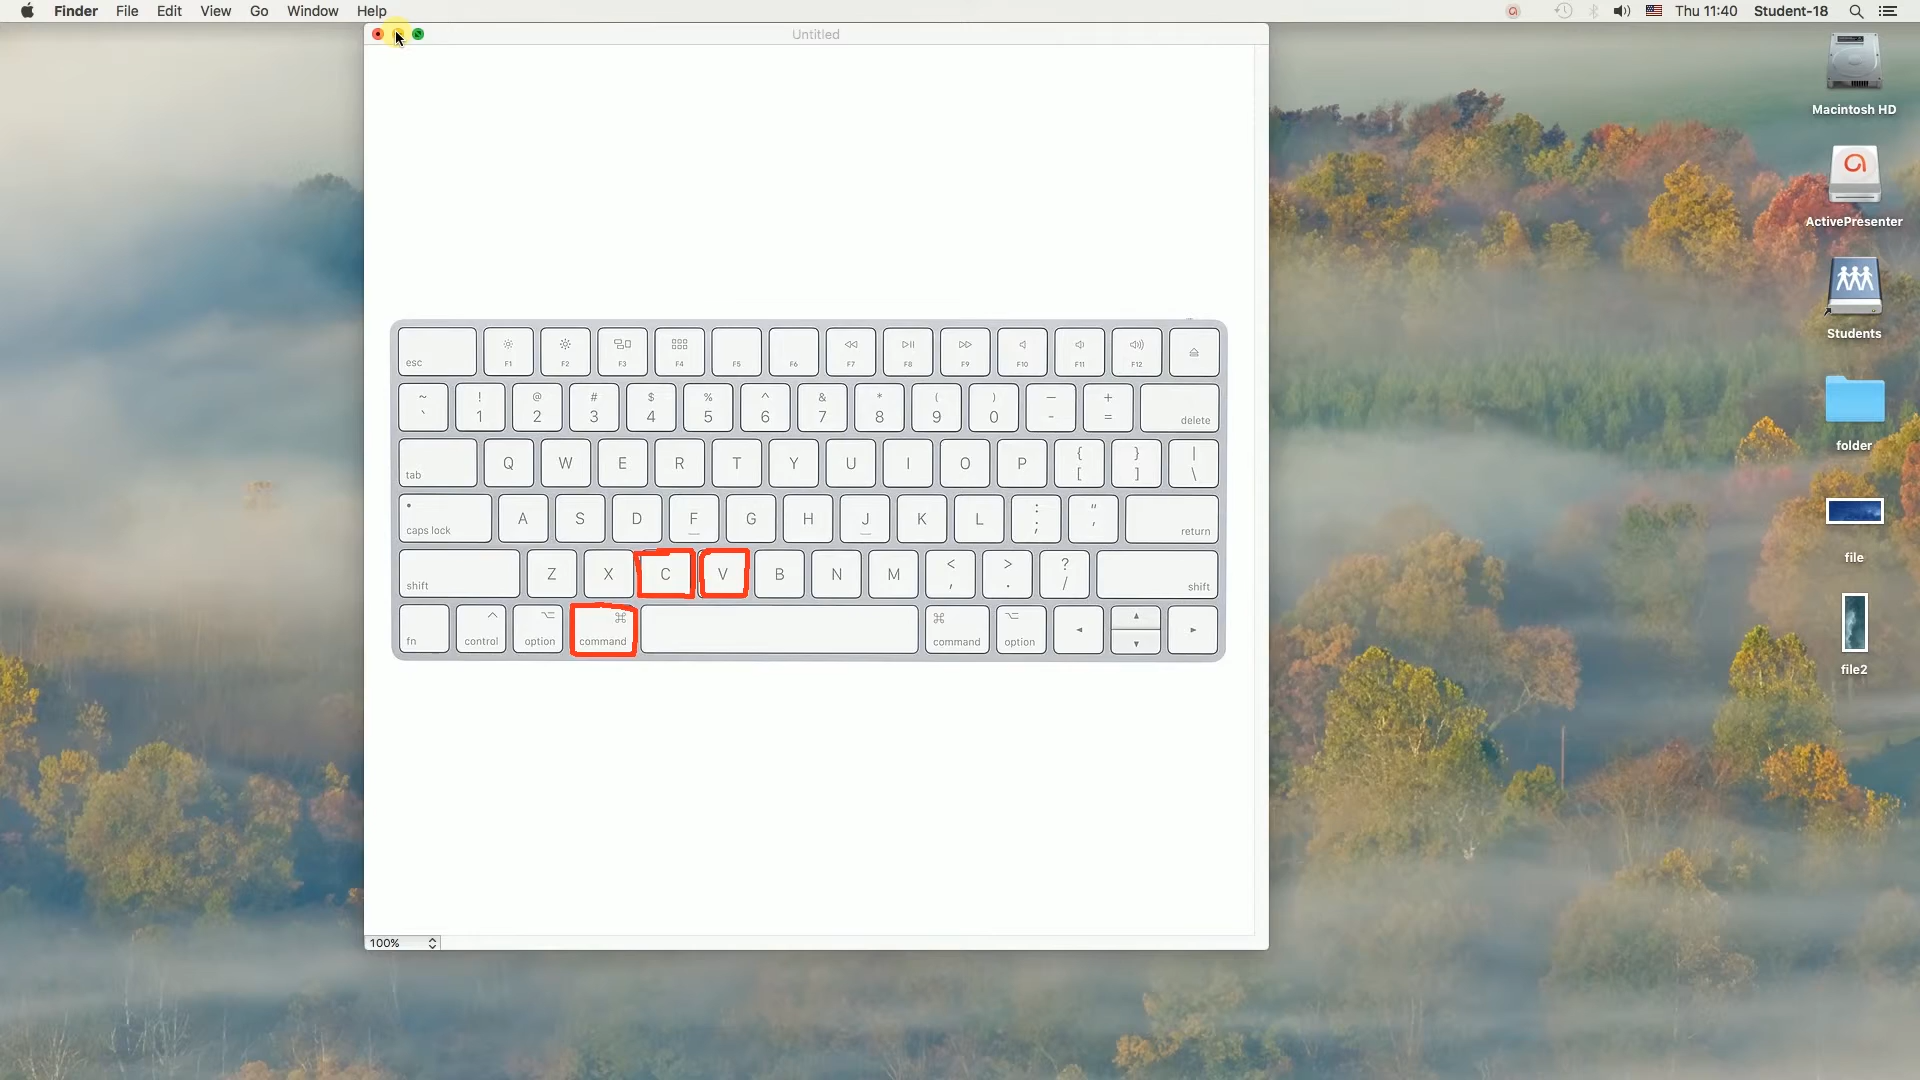 Finder File Edit View Go Window Help
Thu 11:40 Student-18
Untitled
Macintosh HD
ActivePresenter
Students
folder
file
file2
esc F1 F2 F3 F4 F5 F6 F7 F8 F9 F10 F11 F12
~ ! @ # $ % ^ & * ( ) — +
` 1 2 3 4 5 6 7 8 9 0 - = delete
tab Q W E R T Y U I O P { [ } ] | \
caps lock A S D F G H J K L : ; " ' return
shift Z X C V B N M < , > . ? / shift
fn ^ control ⌥ option ⌘ command ⌘ command ⌥ option
100%